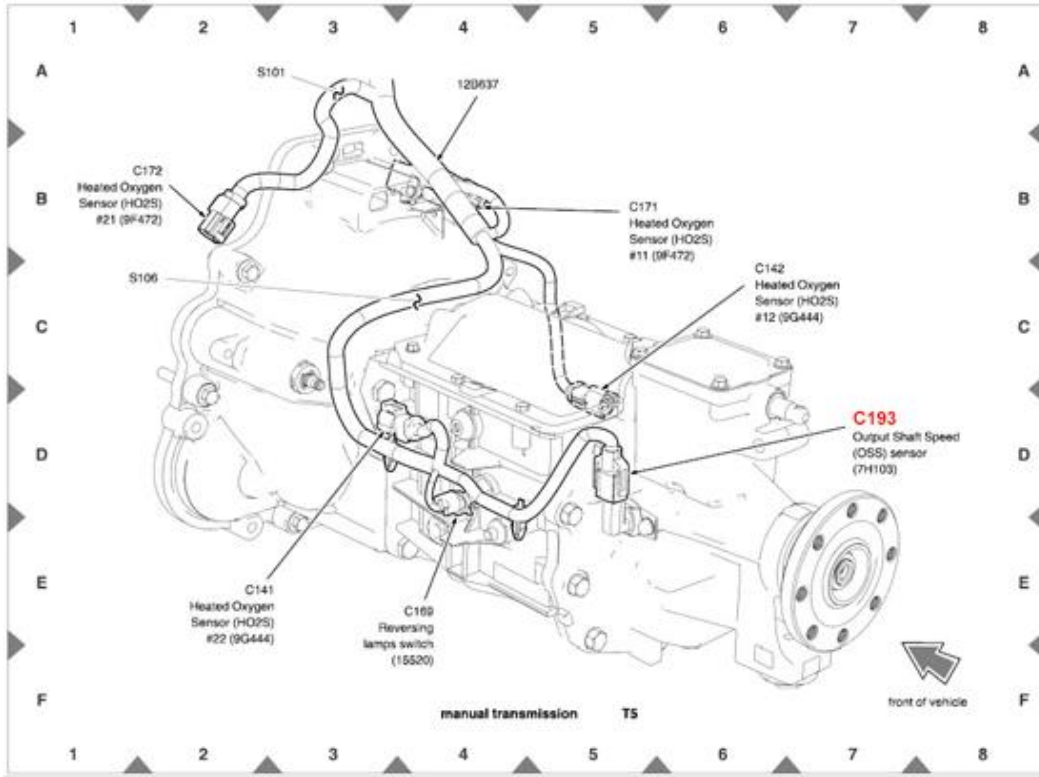 1 2 3 4 5 6 7 8
A A
S101
12B637
C172
Heated Oxygen
Sensor (HO2S)
#21 (9F472)
B B
C171
Heated Oxygen
Sensor (HO2S)
#11 (9F472)
S106
C142
Heated Oxygen
Sensor (HO2S)
#12 (9G444)
C C
C193
Output Shaft Speed
(OSS) sensor
(7H103)
D D
E E
C141
Heated Oxygen
Sensor (HO2S)
#22 (9G444)
C169
Reversing
lamps switch
(15520)
F F
front of vehicle
manual transmission T5
1 2 3 4 5 6 7 8